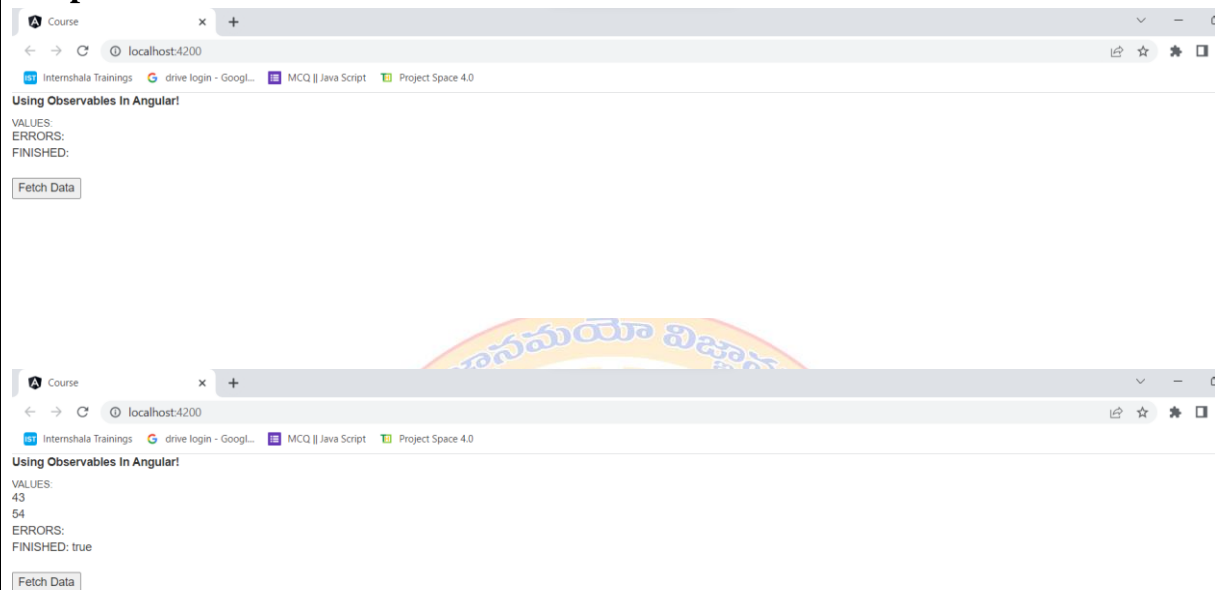 Course
localhost:4200
Internshala Trainings drive login - Googl... MCQ || Java Script Project Space 4.0
Using Observables In Angular!
VALUES:
ERRORS:
FINISHED:
Fetch Data
Course
localhost:4200
Internshala Trainings drive login - Googl... MCQ || Java Script Project Space 4.0
Using Observables In Angular!
VALUES:
43
54
ERRORS:
FINISHED: true
Fetch Data